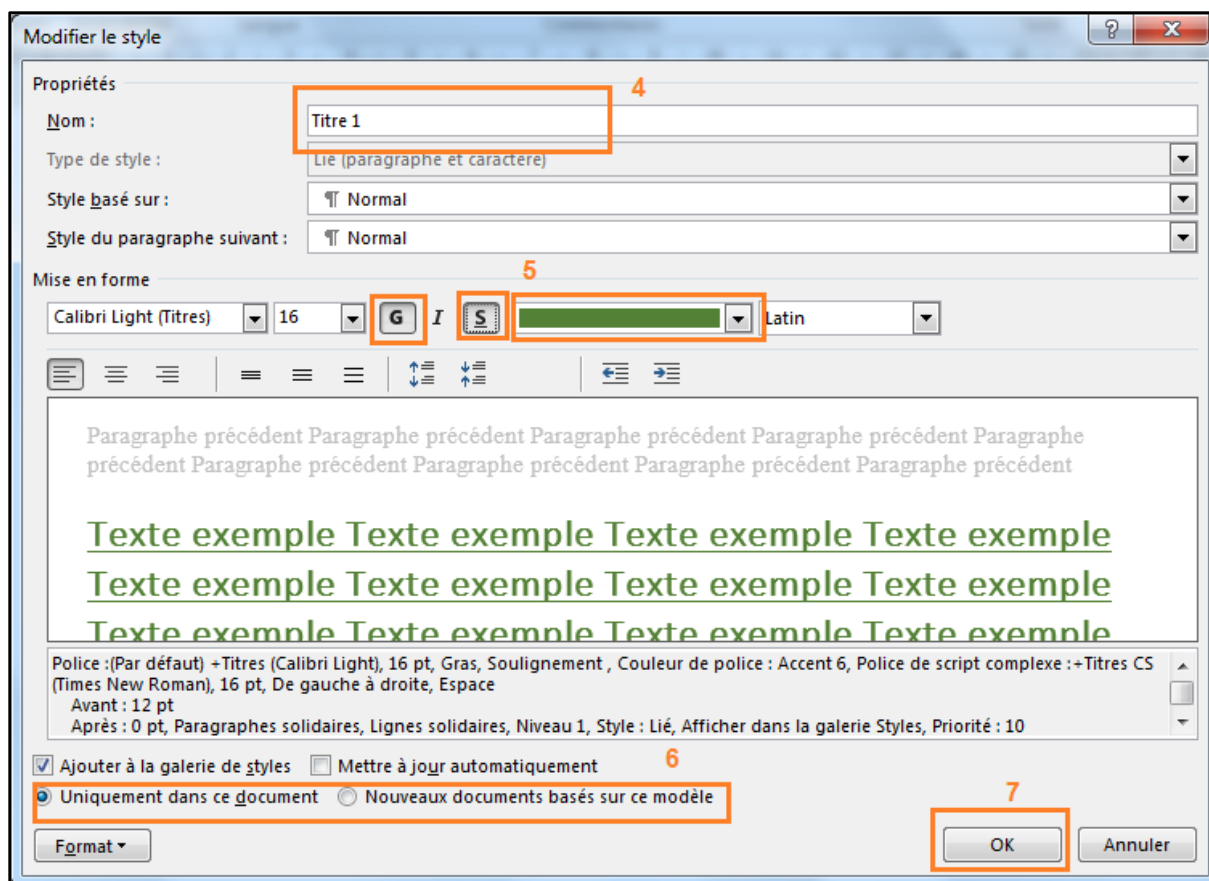 Modifier le style
Propriétés
4
Nom :
Titre 1
Type de style :
Lié (paragraphe et caractère)
Style basé sur :
¶ Normal
Style du paragraphe suivant :
¶ Normal
Mise en forme
5
Calibri Light (Titres) 16 G I S Latin
Paragraphe précédent Paragraphe précédent Paragraphe précédent Paragraphe précédent Paragraphe
précédent Paragraphe précédent Paragraphe précédent Paragraphe précédent Paragraphe précédent
Texte exemple Texte exemple Texte exemple Texte exemple
Texte exemple Texte exemple Texte exemple Texte exemple
Texte exemple Texte exemple Texte exemple Texte exemple
Police :(Par défaut) +Titres (Calibri Light), 16 pt, Gras, Soulignement , Couleur de police : Accent 6, Police de script complexe :+Titres CS
(Times New Roman), 16 pt, De gauche à droite, Espace
Avant : 12 pt
Après : 0 pt, Paragraphes solidaires, Lignes solidaires, Niveau 1, Style : Lié, Afficher dans la galerie Styles, Priorité : 10
6
Ajouter à la galerie de styles Mettre à jour automatiquement
Uniquement dans ce document Nouveaux documents basés sur ce modèle
7
Format OK Annuler